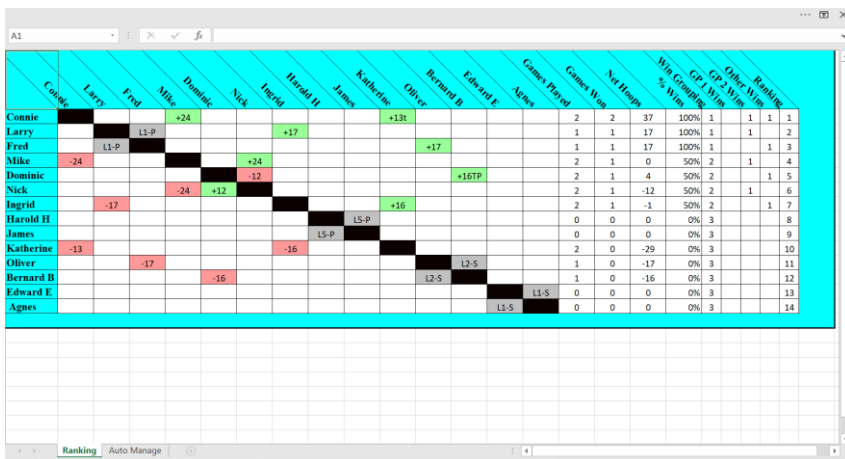 A1 fx
Connie Larry Fred Mike Dominic Nick Ingrid Harold H James Katherine Oliver Bernard B Edward E Agnes Games Played Games Won Net Hoops % Wins Win Grouping GP 1 Wins GP 2 Wins Other Wins Ranking
Connie +24 +13t 2 2 37 100% 1 1 1 1
Larry L1-P +17 1 1 17 100% 1 1 2
Fred L1-P +17 1 1 17 100% 1 1 3
Mike -24 +24 2 1 0 50% 2 1 4
Dominic -12 +16TP 2 1 4 50% 2 1 5
Nick -24 +12 2 1 -12 50% 2 1 6
Ingrid -17 +16 2 1 -1 50% 2 1 7
Harold H L5-P 0 0 0 0% 3 8
James L5-P 0 0 0 0% 3 9
Katherine -13 -16 2 0 -29 0% 3 10
Oliver -17 L2-S 1 0 -17 0% 3 11
Bernard B -16 L2-S 1 0 -16 0% 3 12
Edward E L1-S 0 0 0 0% 3 13
Agnes L1-S 0 0 0 0% 3 14
Ranking Auto Manage